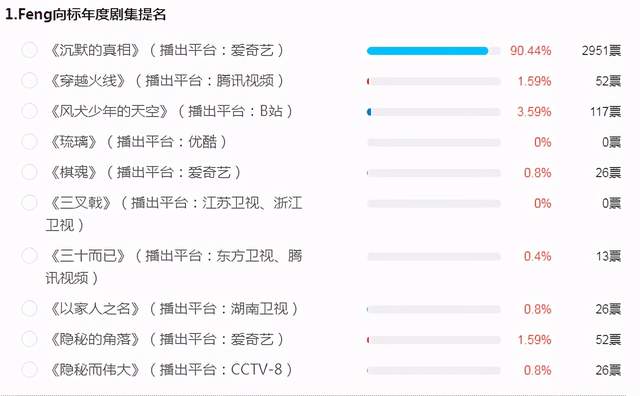 1.Feng向标年度剧集提名
《沉默的真相》（播出平台：爱奇艺） 90.44% 2951票
《穿越火线》（播出平台：腾讯视频） 1.59% 52票
《风犬少年的天空》（播出平台：B站） 3.59% 117票
《琉璃》（播出平台：优酷） 0% 0票
《棋魂》（播出平台：爱奇艺） 0.8% 26票
《三叉戟》（播出平台：江苏卫视、浙江 0% 0票
卫视）
《三十而已》（播出平台：东方卫视、腾 0.4% 13票
讯视频）
《以家人之名》（播出平台：湖南卫视） 0.8% 26票
《隐秘的角落》（播出平台：爱奇艺） 1.59% 52票
《隐秘而伟大》（播出平台：CCTV-8） 0.8% 26票